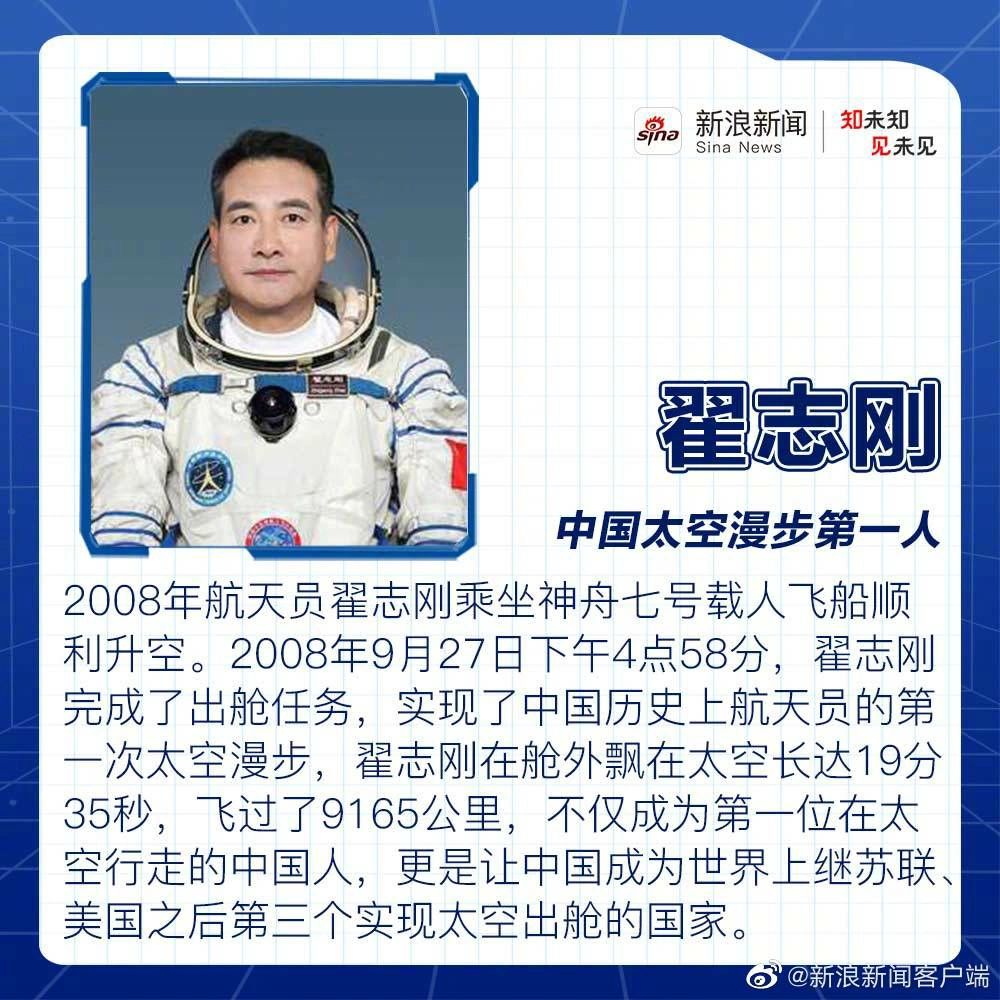 sina
新浪新闻
Sina News
知未知
见未见
翟志刚
Zhigang Zhai
翟志刚
中国太空漫步第一人
2008年航天员翟志刚乘坐神舟七号载人飞船顺
利升空。2008年9月27日下午4点58分，翟志刚
完成了出舱任务，实现了中国历史上航天员的第
一次太空漫步，翟志刚在舱外飘在太空长达19分
35秒，飞过了9165公里，不仅成为第一位在太
空行走的中国人，更是让中国成为世界上继苏联、
美国之后第三个实现太空出舱的国家。
@新浪新闻客户端